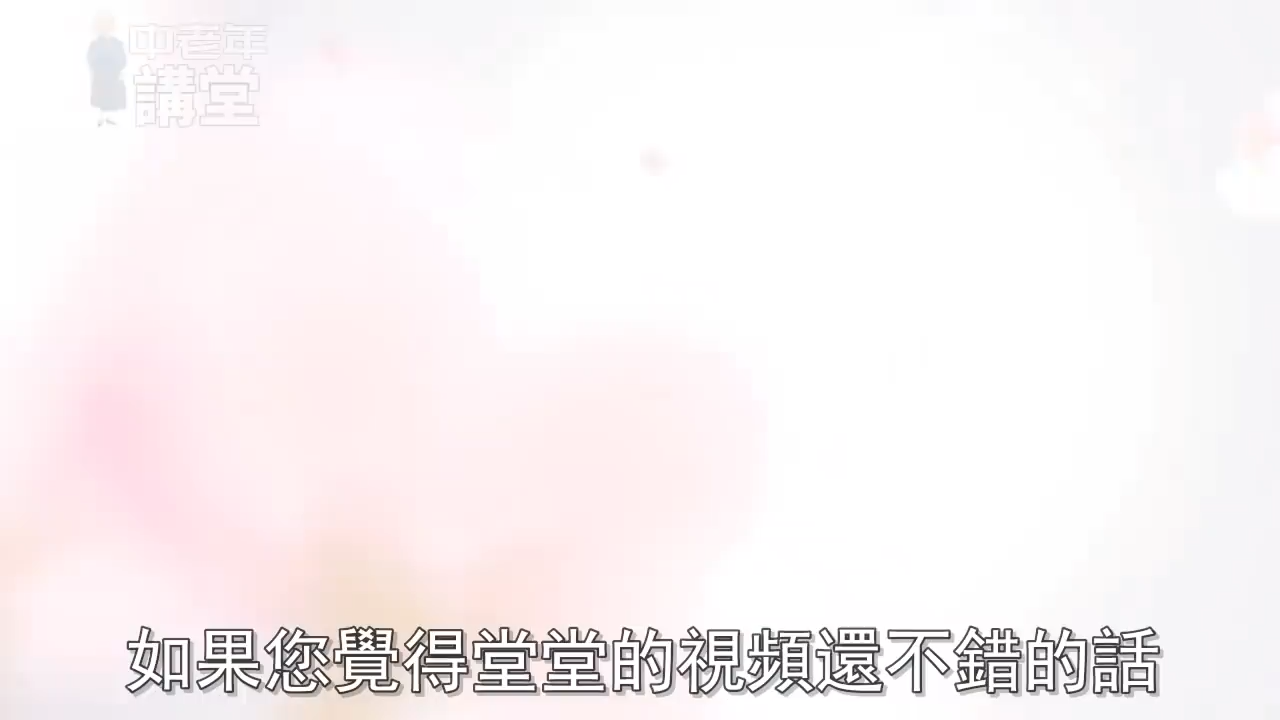 中老年
講堂
如果您覺得堂堂的視頻還不錯的話